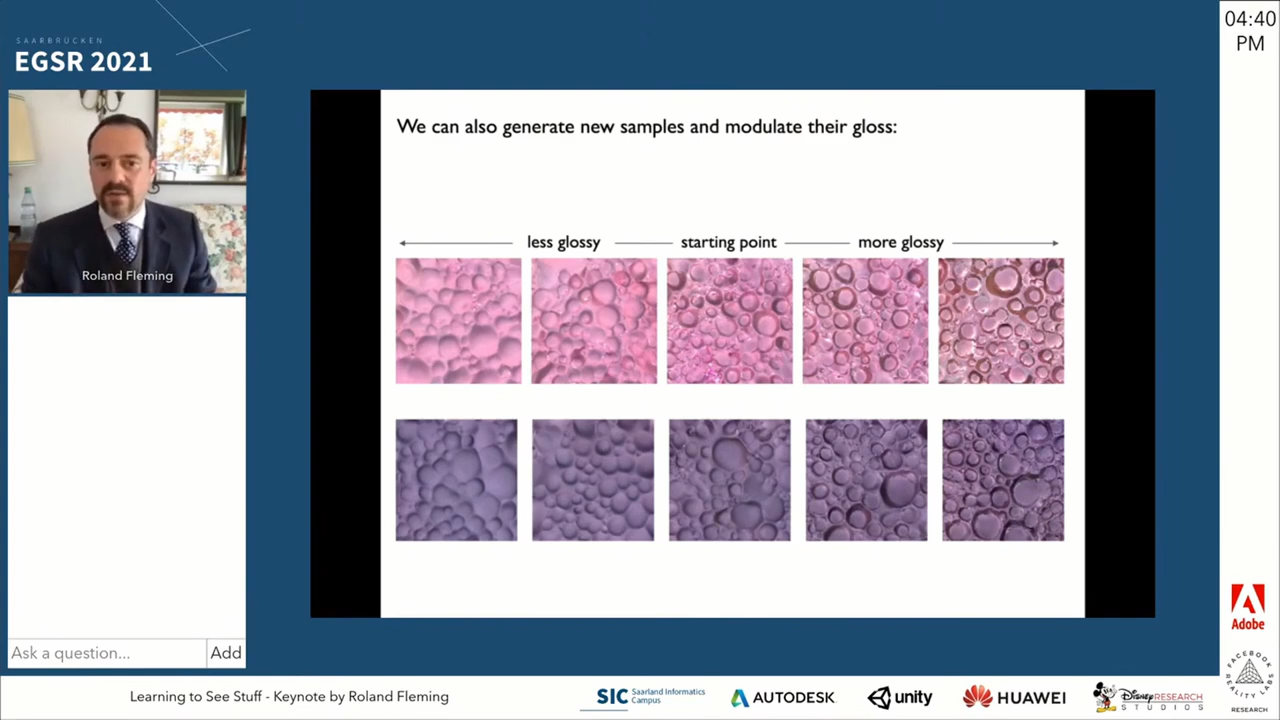 SAARBRÜCKEN
EGSR 2021
04:40
PM
We can also generate new samples and modulate their gloss:
less glossy
starting point
more glossy
Roland Fleming
Ask a question...
Add
Learning to See Stuff - Keynote by Roland Fleming
SIC Saarland Informatics
Campus
AUTODESK
unity
HUAWEI
Disney RESEARCH
STUDIOS
Adobe
FACEBOOK
REALITY LABS
RESEARCH